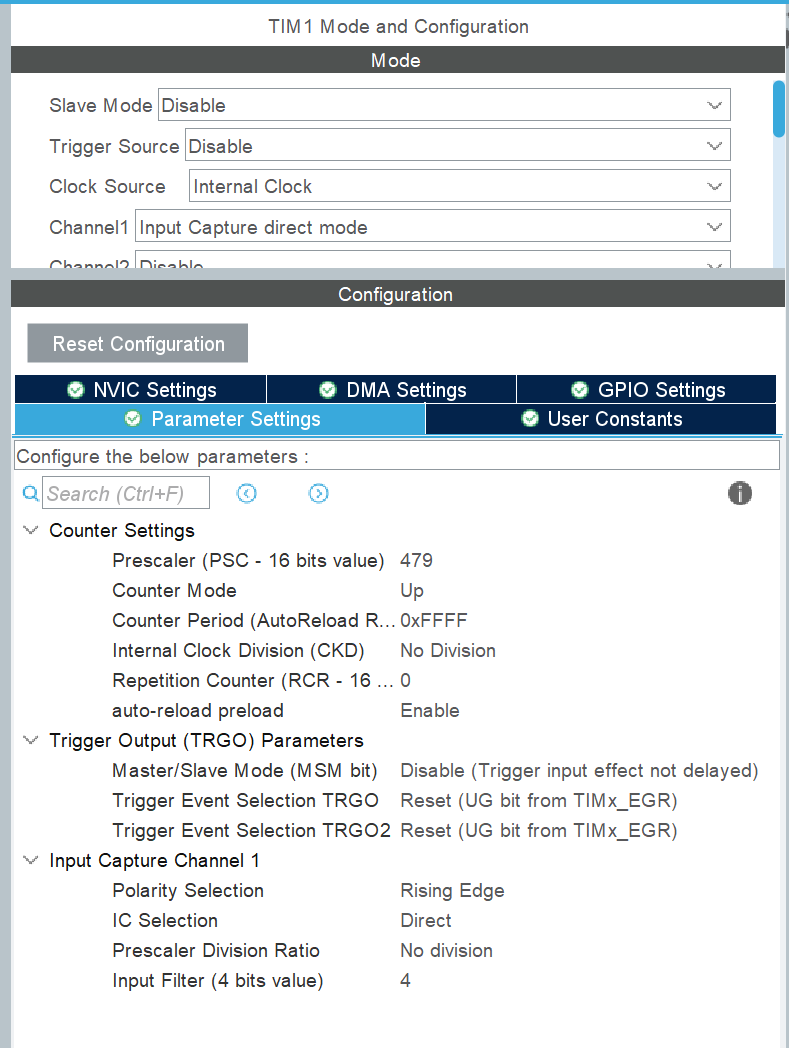 TIM1 Mode and Configuration
Mode
Slave Mode Disable
Trigger Source Disable
Clock Source Internal Clock
Channel1 Input Capture direct mode
Channel2 Disable
Configuration
Reset Configuration
NVIC Settings DMA Settings GPIO Settings
Parameter Settings User Constants
Configure the below parameters :
Search (Ctrl+F)
Counter Settings
Prescaler (PSC - 16 bits value) 479
Counter Mode Up
Counter Period (AutoReload R... 0xFFFF
Internal Clock Division (CKD) No Division
Repetition Counter (RCR - 16 ... 0
auto-reload preload Enable
Trigger Output (TRGO) Parameters
Master/Slave Mode (MSM bit) Disable (Trigger input effect not delayed)
Trigger Event Selection TRGO Reset (UG bit from TIMx_EGR)
Trigger Event Selection TRGO2 Reset (UG bit from TIMx_EGR)
Input Capture Channel 1
Polarity Selection Rising Edge
IC Selection Direct
Prescaler Division Ratio No division
Input Filter (4 bits value) 4